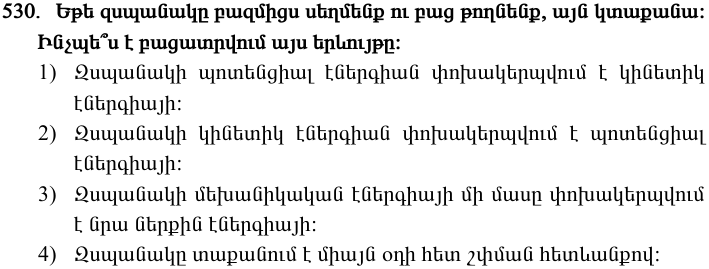 530. Եթե զսպանակը բազմիցս սեղմենք ու բաց թողնենք, այն կտաքանա:
Ինչպե՞ս է բացատրվում այս երևույթը:
1) Զսպանակի պոտենցիալ էներգիան փոխակերպվում է կինետիկ
էներգիայի:
2) Զսպանակի կինետիկ էներգիան փոխակերպվում է պոտենցիալ
էներգիայի:
3) Զսպանակի մեխանիկական էներգիայի մի մասը փոխակերպվում
է նրա ներքին էներգիայի:
4) Զսպանակը տաքանում է միայն օդի հետ շփման հետևանքով: